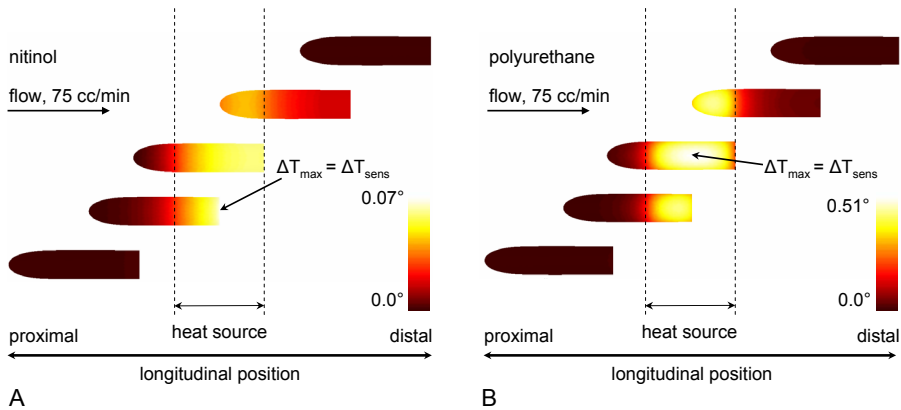 nitinol
flow, 75 cc/min
ΔTmax = ΔTsens
0.07°
0.0°
heat source
proximal
distal
longitudinal position
A
polyurethane
flow, 75 cc/min
ΔTmax = ΔTsens
0.51°
0.0°
heat source
proximal
distal
longitudinal position
B